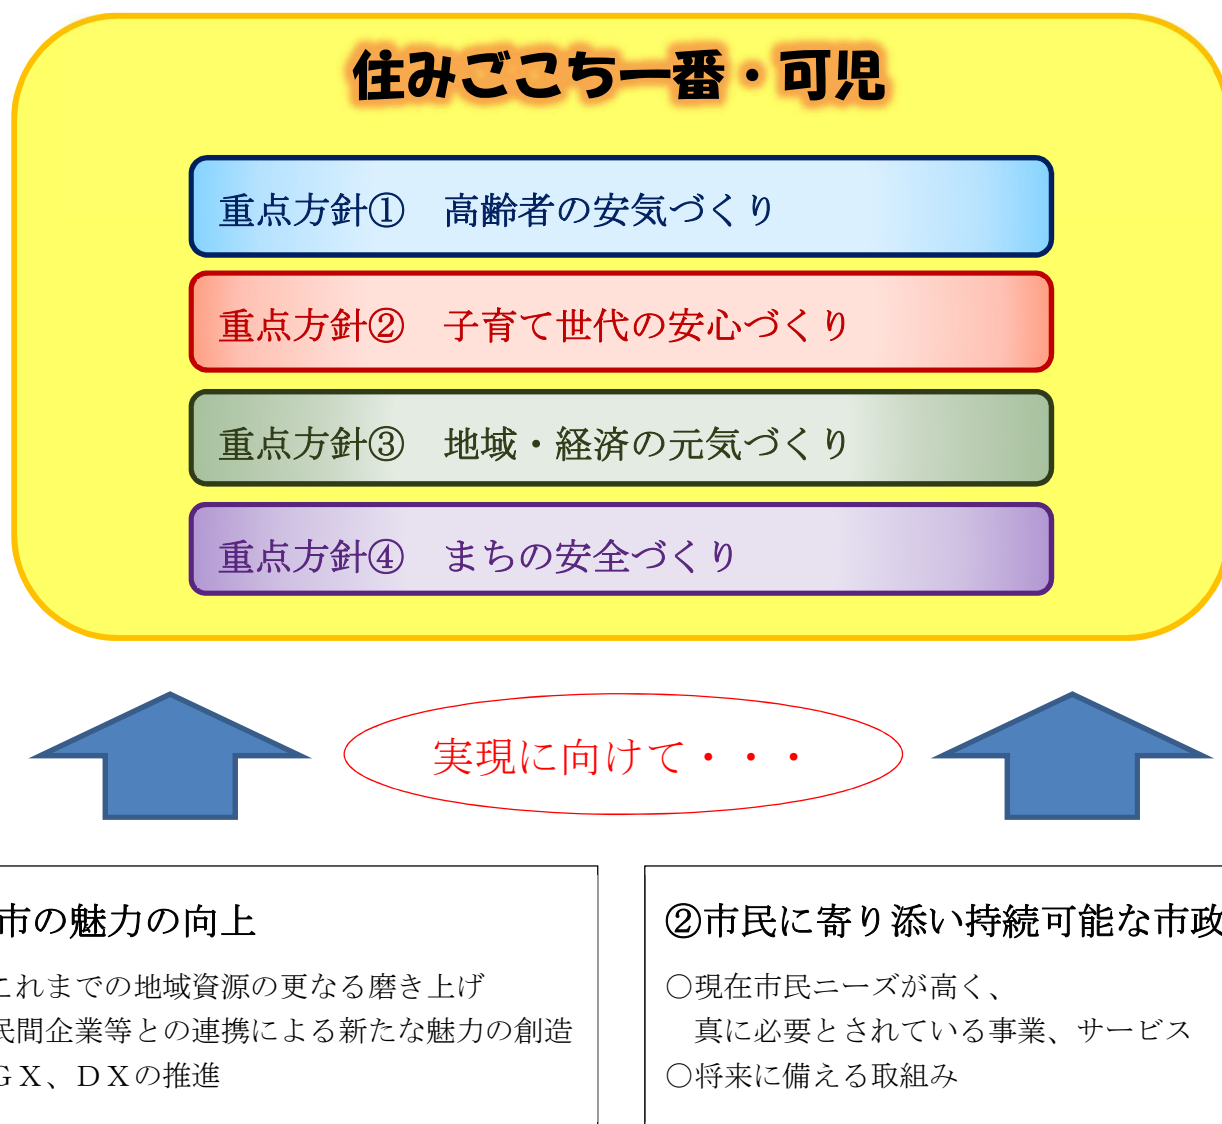 住みごこち一番・可児
重点方針①　高齢者の安気づくり
重点方針②　子育て世代の安心づくり
重点方針③　地域・経済の元気づくり
重点方針④　まちの安全づくり
実現に向けて・・・
市の魅力の向上
これまでの地域資源の更なる磨き上げ
民間企業等との連携による新たな魅力の創造
ＧＸ、ＤＸの推進
②市民に寄り添い持続可能な市政
○現在市民ニーズが高く、
真に必要とされている事業、サービス
○将来に備える取組み